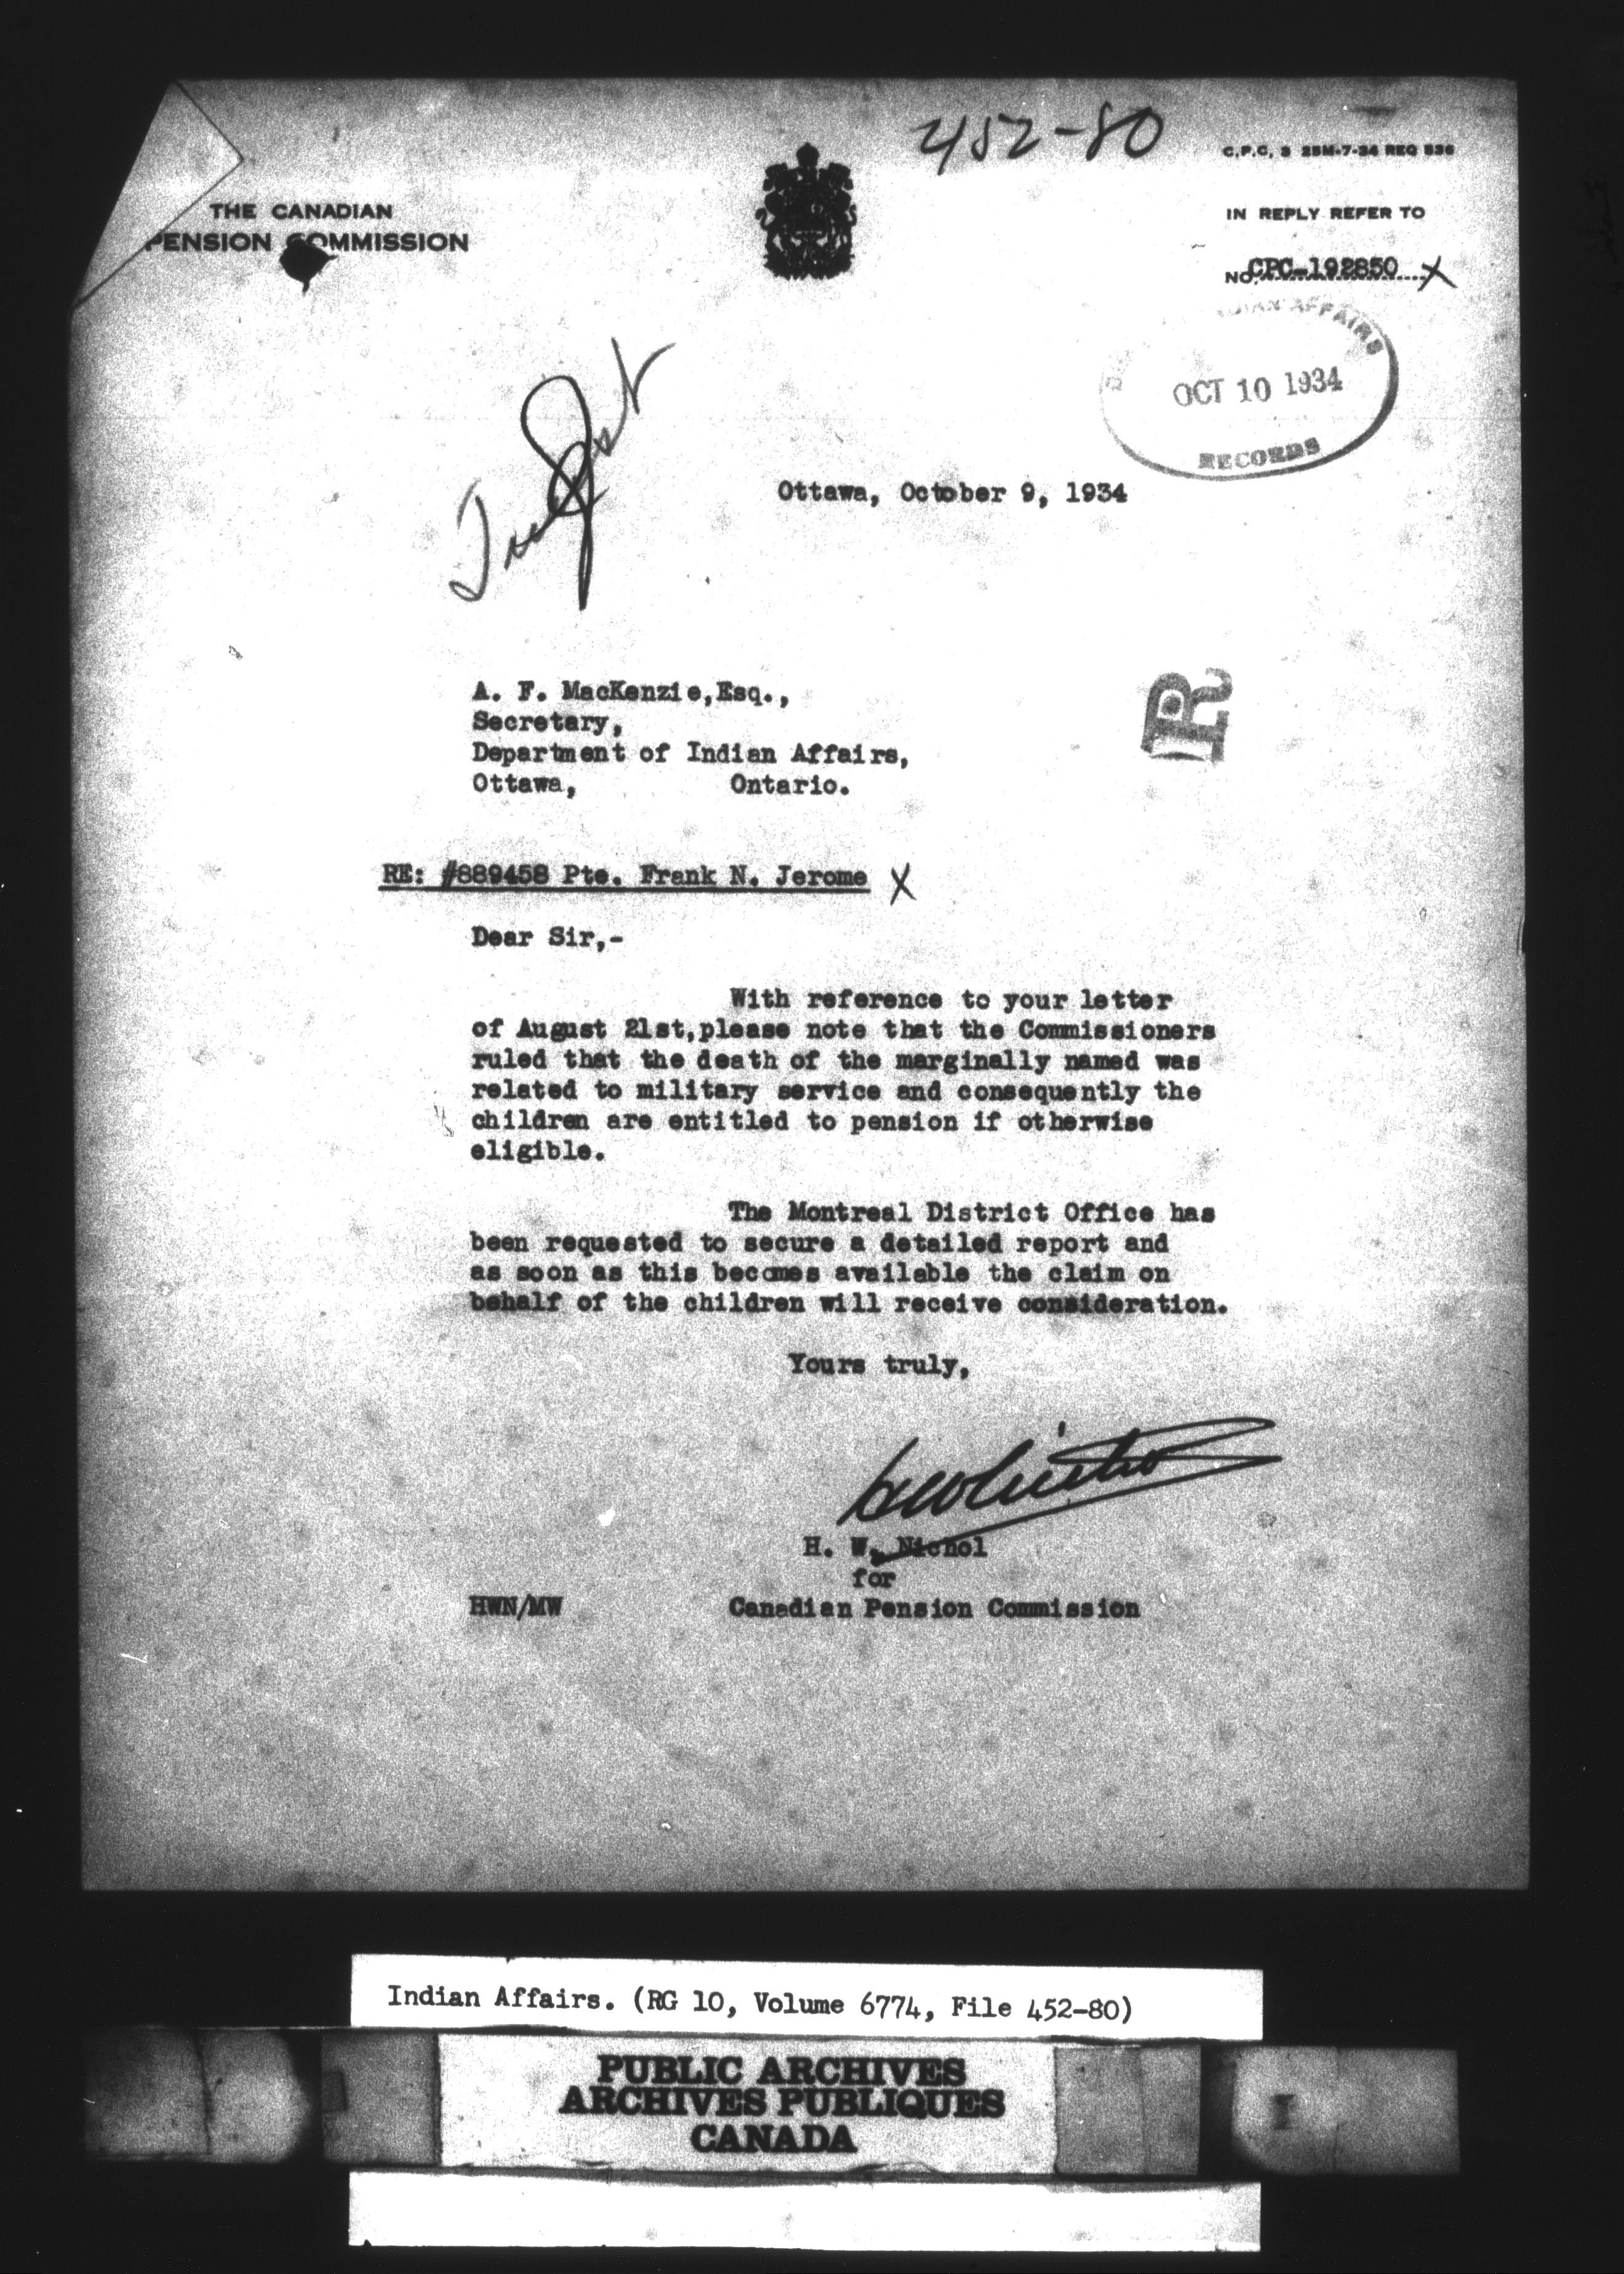 452-80
C.P.C. 3 25M-7-34 REQ 536
THE CANADIAN
PENSION COMMISSION
IN REPLY REFER TO
NO. CPC-192850 X
INDIAN AFFAIRS
OCT 10 1934
RECORDS
Ottawa, October 9, 1934
R
A. F. MacKenzie,Esq.,
Secretary,
Department of Indian Affairs,
Ottawa, Ontario.
RE: #889458 Pte. Frank N. Jerome X
Dear Sir,-
With reference to your letter
of August 21st,please note that the Commissioners
ruled that the death of the marginally named was
related to military service and consequently the
children are entitled to pension if otherwise
eligible.
The Montreal District Office has
been requested to secure a detailed report and
as soon as this becomes available the claim on
behalf of the children will receive consideration.
Yours truly,
H. W. Nichol
for
HWN/MW Canadian Pension Commission
Indian Affairs. (RG 10, Volume 6774, File 452-80)
PUBLIC ARCHIVES
ARCHIVES PUBLIQUES
CANADA